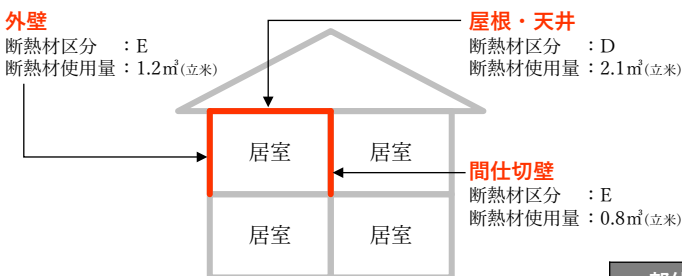 外壁
断熱材区分　：E
断熱材使用量：1.2㎥(立米)
屋根・天井
断熱材区分　：D
断熱材使用量：2.1㎥(立米)
居室
居室
間仕切壁
断熱材区分　：E
断熱材使用量：0.8㎥(立米)
居室
居室